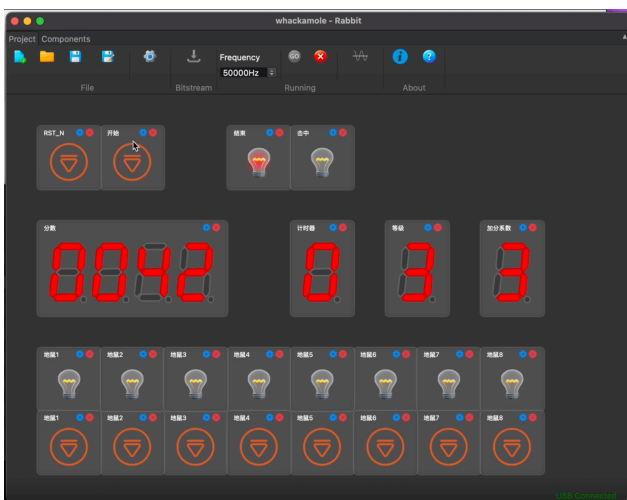 whackamole - Rabbit
Project Components
Frequency
GO
50000Hz
File Bitstream Running About
RST_N 开始 结束 击中
分数 计时器 等级 加分系数
0042 0 3 3
地鼠1 地鼠2 地鼠3 地鼠4 地鼠5 地鼠6 地鼠7 地鼠8
地鼠1 地鼠2 地鼠3 地鼠4 地鼠5 地鼠6 地鼠7 地鼠8
USB Connected